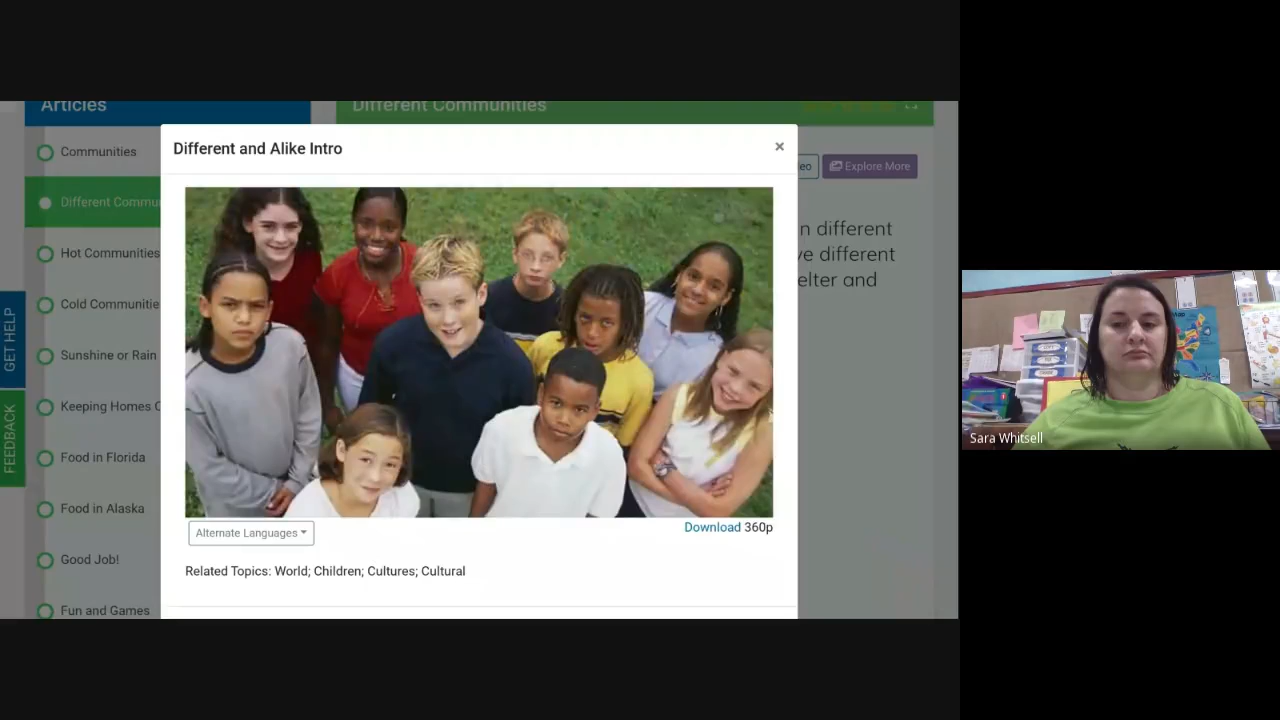 Articles
Different Communities
Different and Alike Intro
×
Communities
eo
Explore More
Different Commu
n different
Hot Communities
ve different
elter and
Cold Communitie
GET HELP
Sunshine or Rain
Keeping Homes C
FEEDBACK
Food in Florida
Sara Whitsell
Food in Alaska
Download 360p
Alternate Languages
Good Job!
Related Topics: World; Children; Cultures; Cultural
Fun and Games